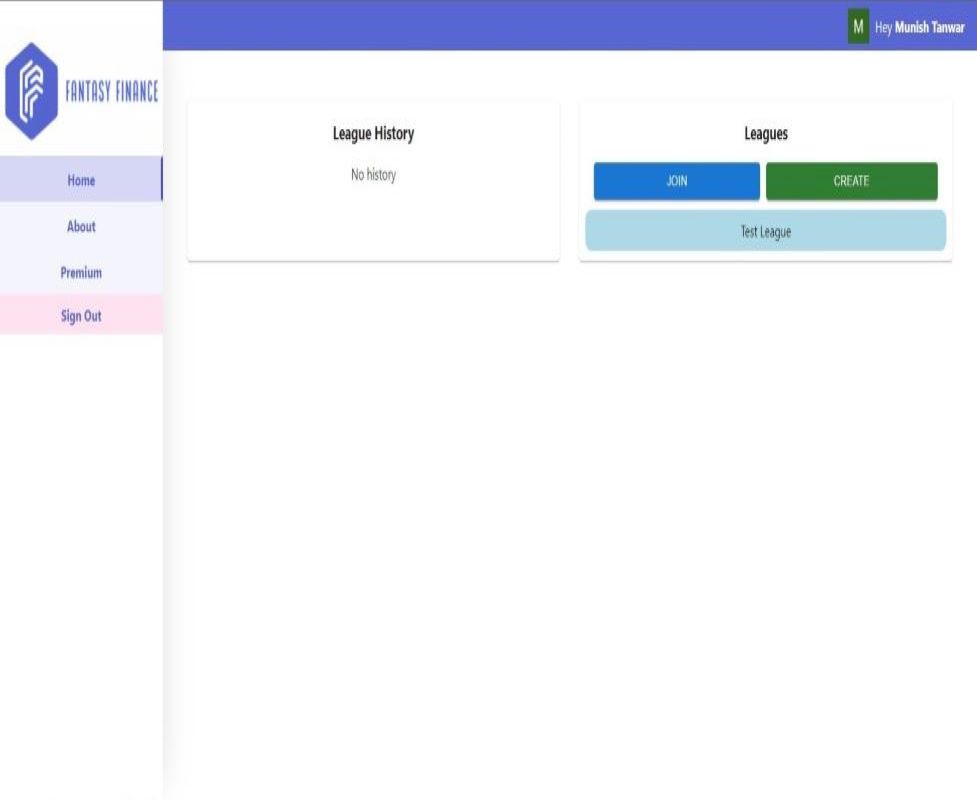 M Hey Munish Tanwar
FANTASY FINANCE
Home
About
Premium
Sign Out
League History
No history
Leagues
JOIN CREATE
Test League